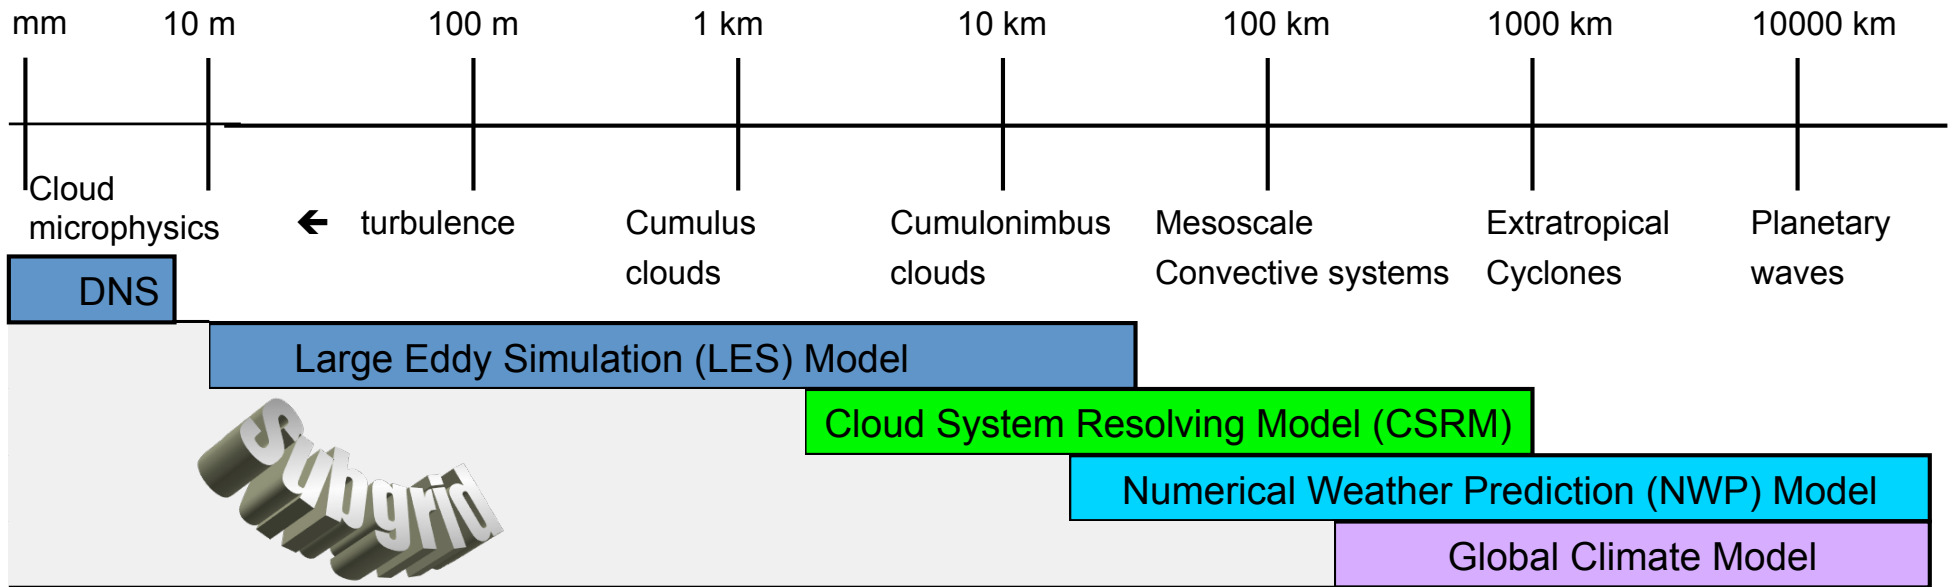 mm 10 m 100 m 1 km 10 km 100 km 1000 km 10000 km
Cloud
microphysics
← turbulence
Cumulus
clouds
Cumulonimbus
clouds
Mesoscale
Convective systems
Extratropical
Cyclones
Planetary
waves
DNS
Large Eddy Simulation (LES) Model
Cloud System Resolving Model (CSRM)
Subgrid
Numerical Weather Prediction (NWP) Model
Global Climate Model